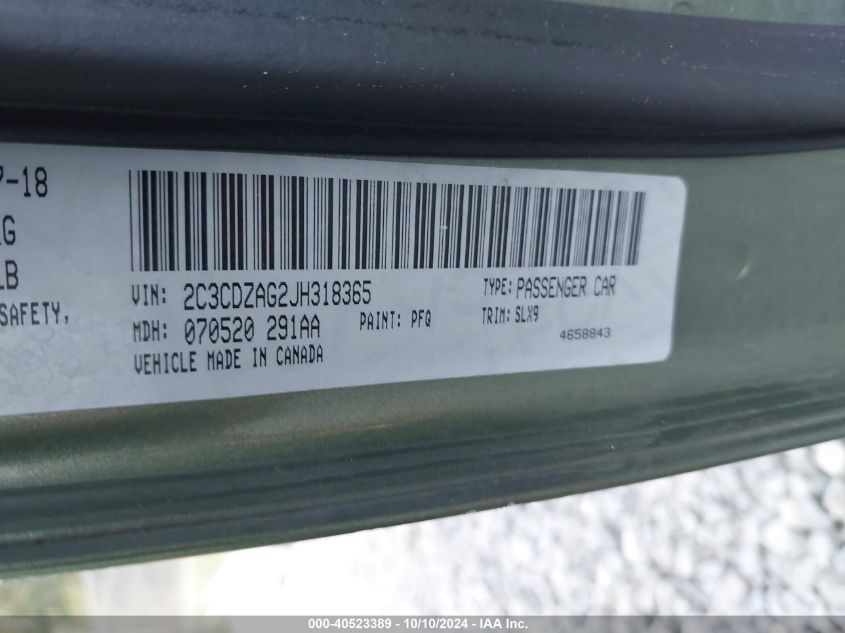 7-18
LB
SAFETY,
VIN: 2C3CDZAG2JH318365 TYPE: PASSENGER CAR
MDH: 070520 291AA PAINT: PFQ TRIM: SLX9
VEHICLE MADE IN CANADA 4658843
000-40523389 - 10/10/2024 - IAA Inc.